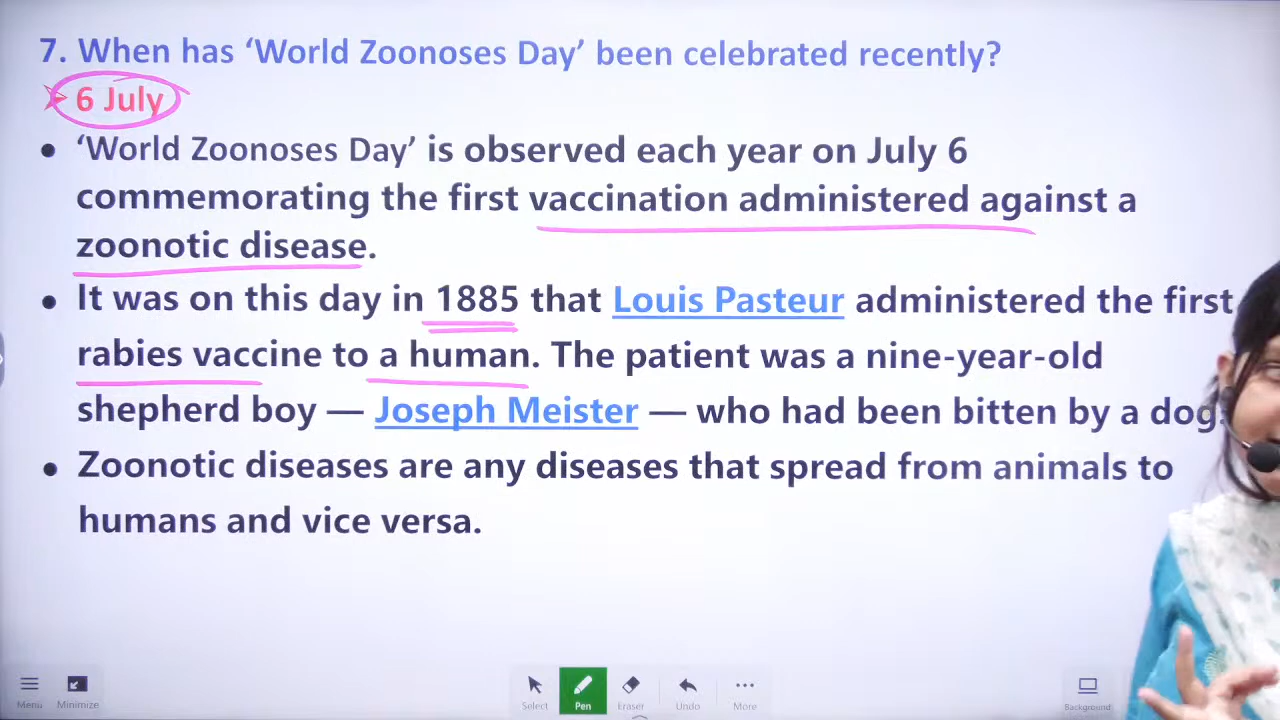 7. When has ‘World Zoonoses Day’ been celebrated recently?
➢ 6 July
• ‘World Zoonoses Day’ is observed each year on July 6
commemorating the first vaccination administered against a
zoonotic disease.
• It was on this day in 1885 that Louis Pasteur administered the first
rabies vaccine to a human. The patient was a nine-year-old
shepherd boy — Joseph Meister — who had been bitten by a dog.
• Zoonotic diseases are any diseases that spread from animals to
humans and vice versa.
Menu Minimize Select Pen Eraser Undo More Background